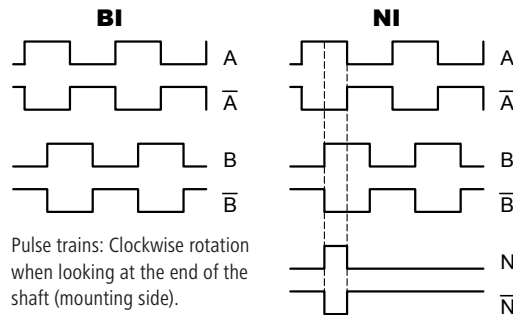 BI
NI
A
A
A̅
A̅
B
B
B̅
B̅
Pulse trains: Clockwise rotation
when looking at the end of the
shaft (mounting side).
N
N̅